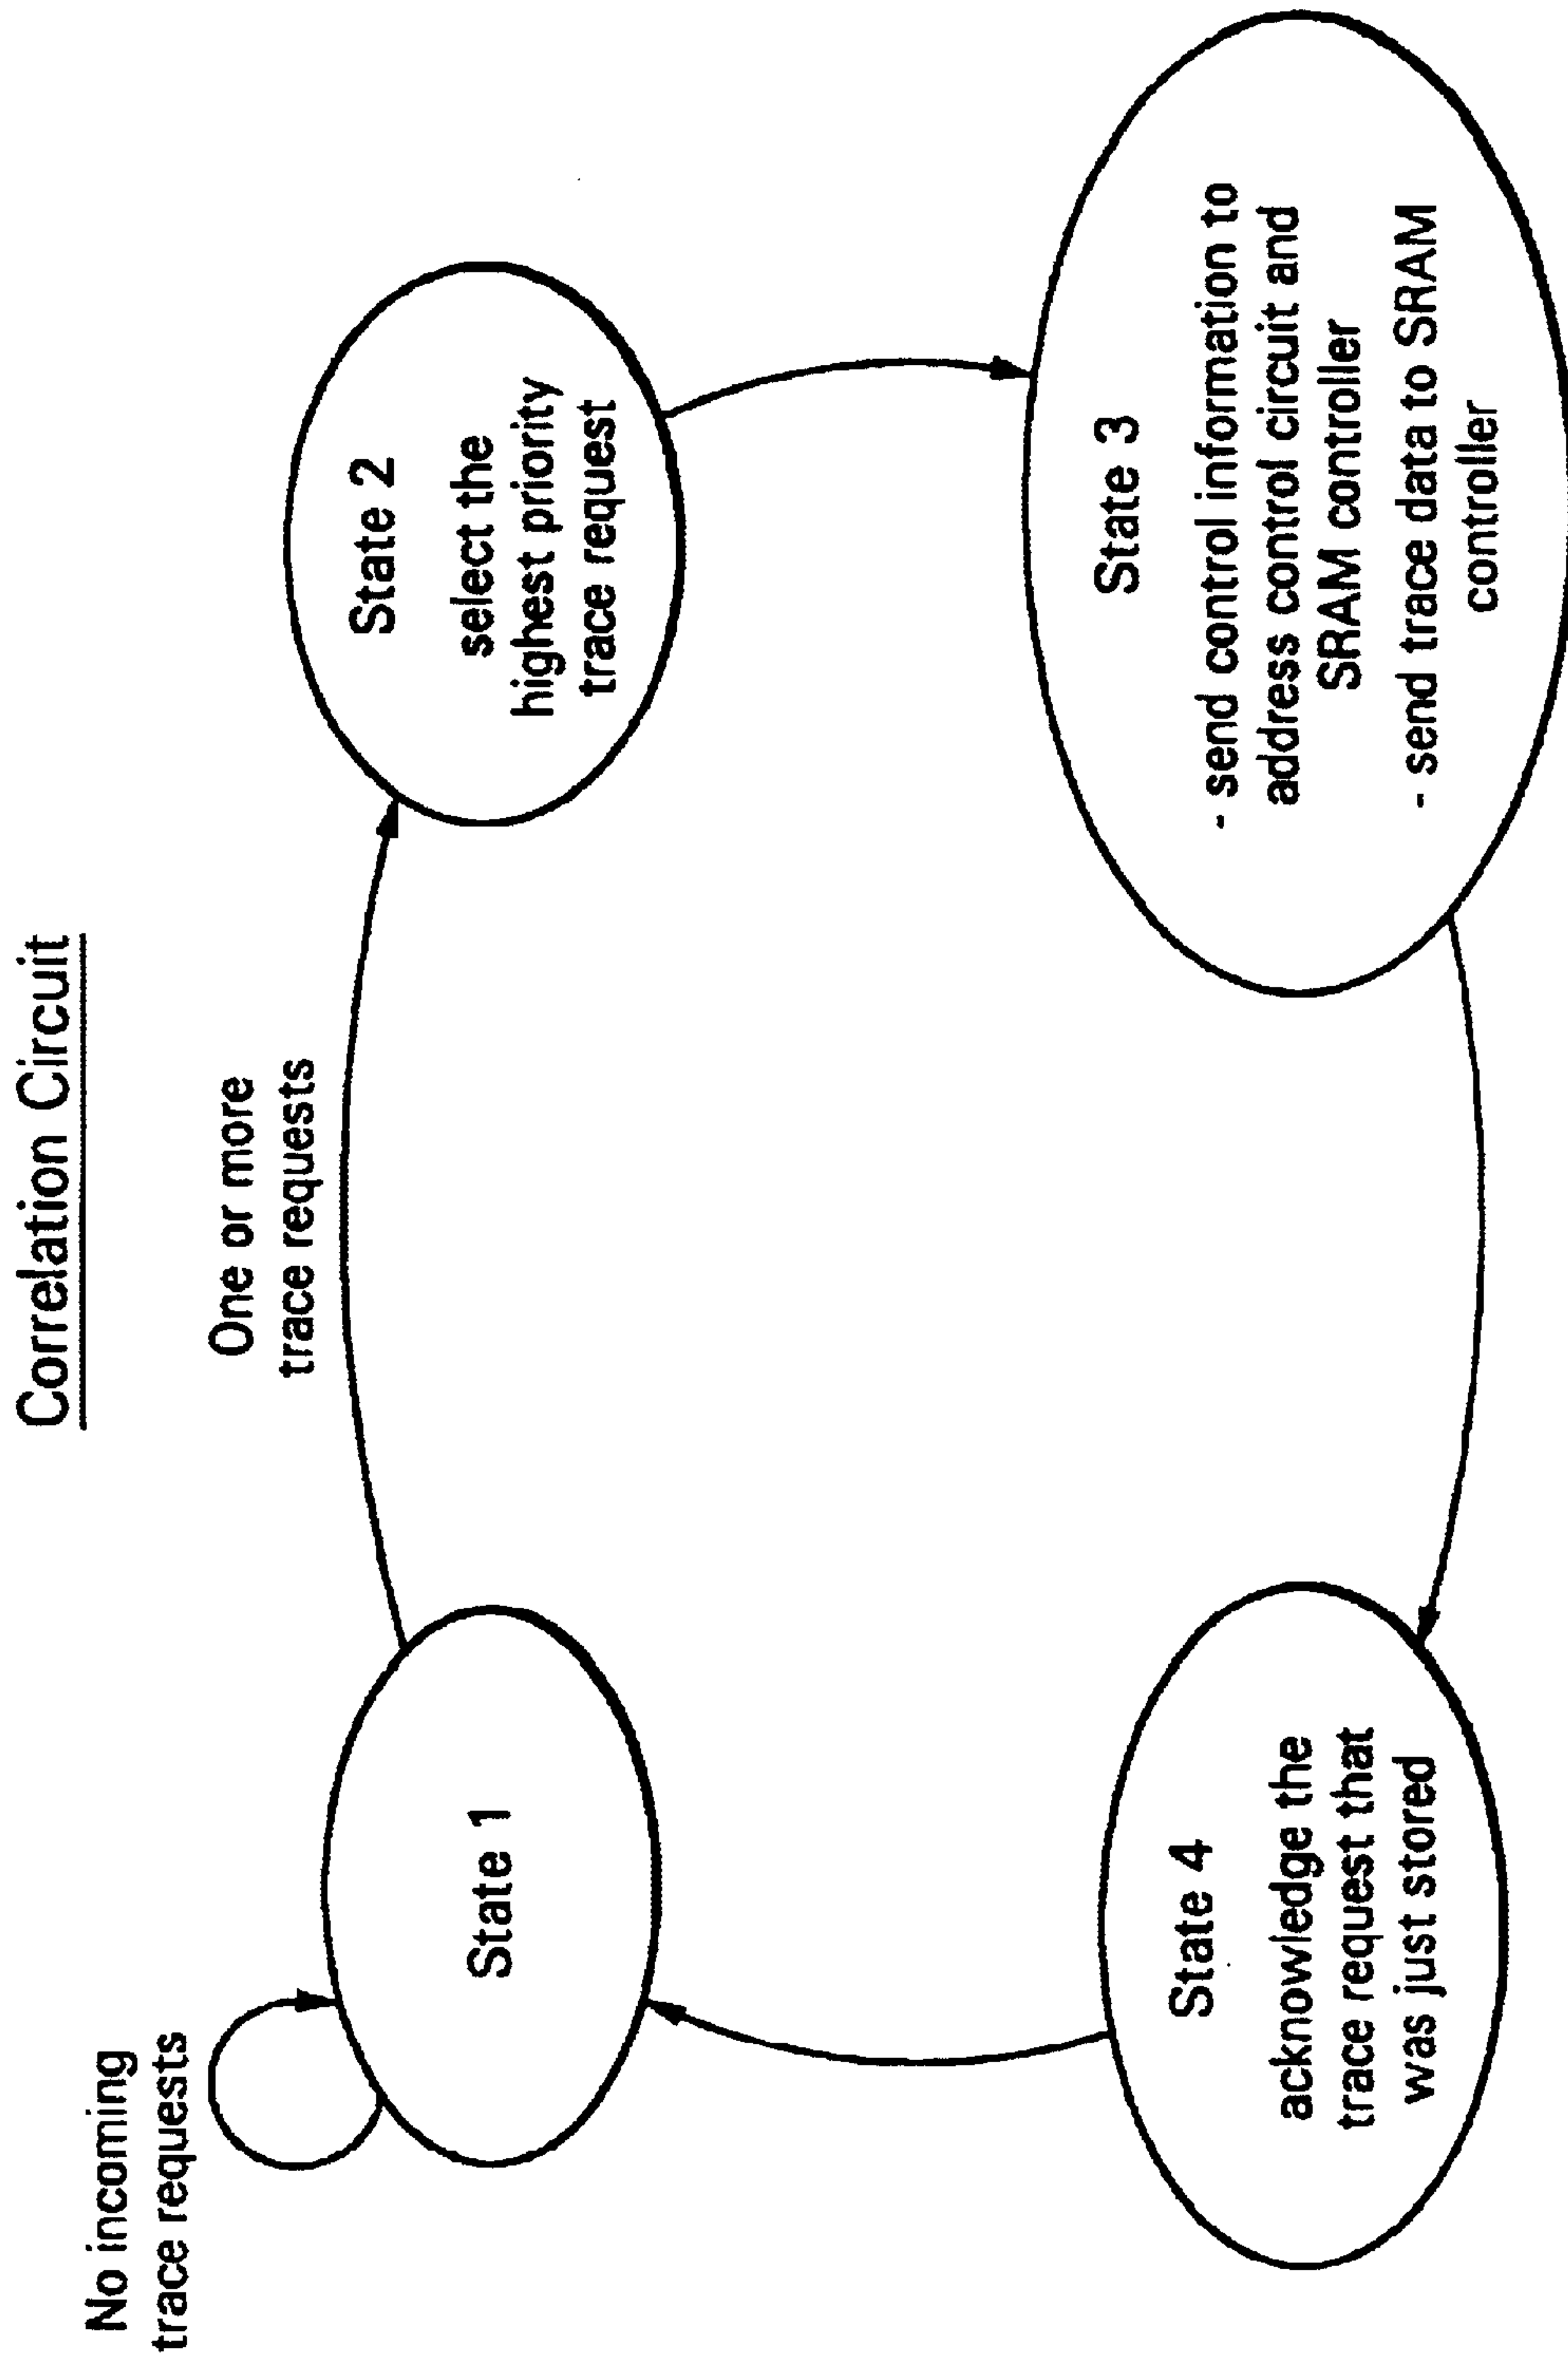 Correlation Circuit
No incoming
trace requests
One or more
trace requests
State 1
State 2
select the
highest priority
trace request
State 3
- send control information to
address control circuit and
SRAM controller
- send trace data to SRAM
controller
State 4
acknowledge the
trace request that
was just stored